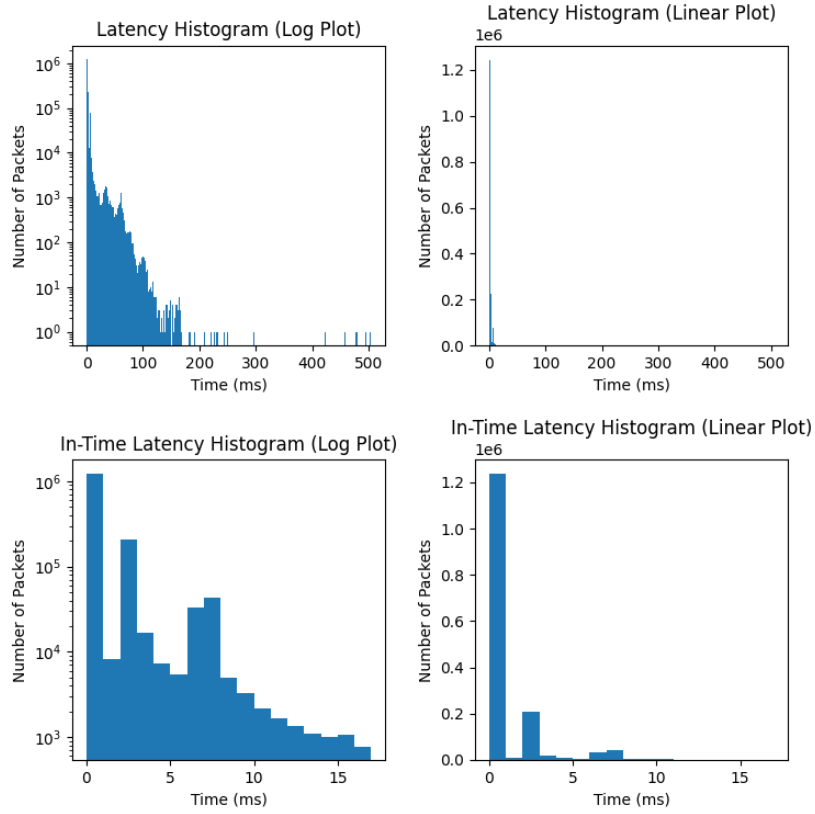 Latency Histogram (Log Plot)
10^6
10^5
10^4
10^3
10^2
10^1
10^0
Number of Packets
0 100 200 300 400 500
Time (ms)
Latency Histogram (Linear Plot)
1e6
1.2
1.0
0.8
0.6
0.4
0.2
0.0
Number of Packets
0 100 200 300 400 500
Time (ms)
In-Time Latency Histogram (Log Plot)
10^6
10^5
10^4
10^3
Number of Packets
0 5 10 15
Time (ms)
In-Time Latency Histogram (Linear Plot)
1e6
1.2
1.0
0.8
0.6
0.4
0.2
0.0
Number of Packets
0 5 10 15
Time (ms)